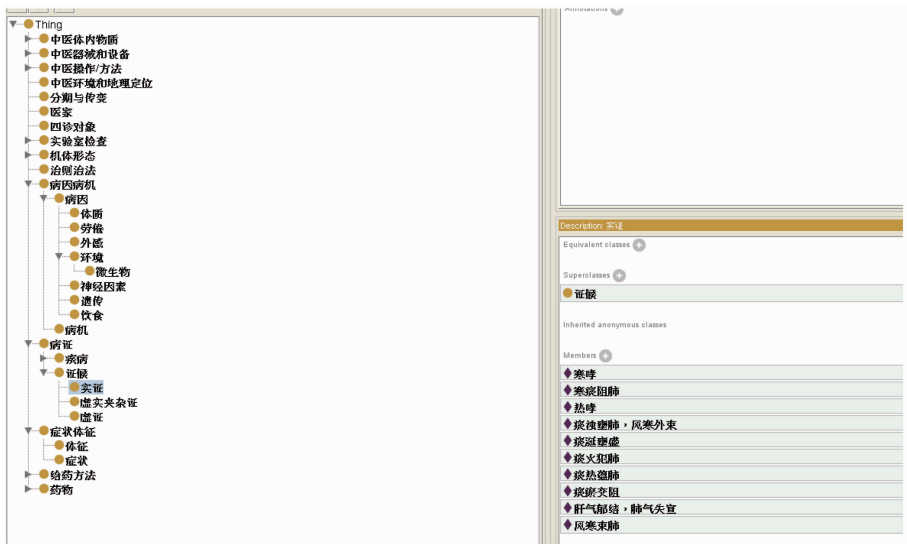 Thing
中医体内物质
中医器械和设备
中医操作/方法
中医环境和地理定位
分期与传变
医家
四诊对象
实验室检查
机体形态
治则治法
病因病机
病因
体质
劳倦
外感
环境
微生物
神经因素
遗传
饮食
病机
病证
疾病
证候
实证
虚实夹杂证
虚证
症状体征
体征
症状
给药方法
药物
Annotations
Description: 实证
Equivalent classes
Superclasses
证候
Inherited anonymous classes
Members
寒哮
寒痰阻肺
热哮
痰浊壅肺，风寒外束
痰涎壅盛
痰火犯肺
痰热蕴肺
痰瘀交阻
肝气郁结，肺气失宣
风寒束肺